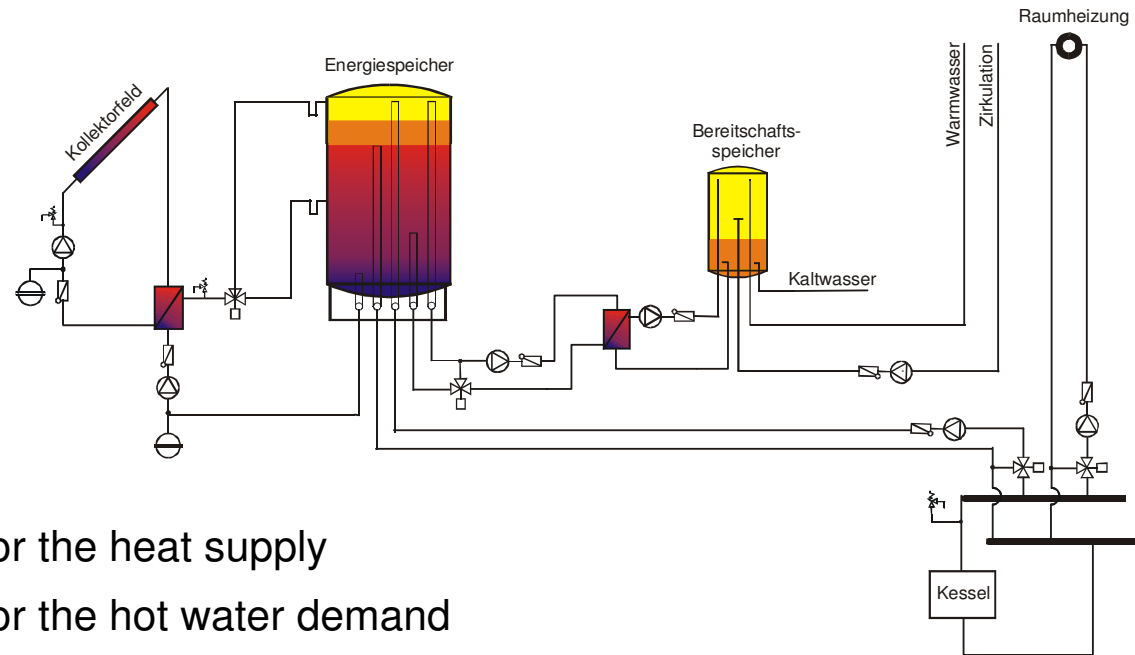 Raumheizung
Energiespeicher
Kollektorfeld
Warmwasser
Zirkulation
Bereitschafts-
speicher
Kaltwasser
or the heat supply
or the hot water demand
Kessel